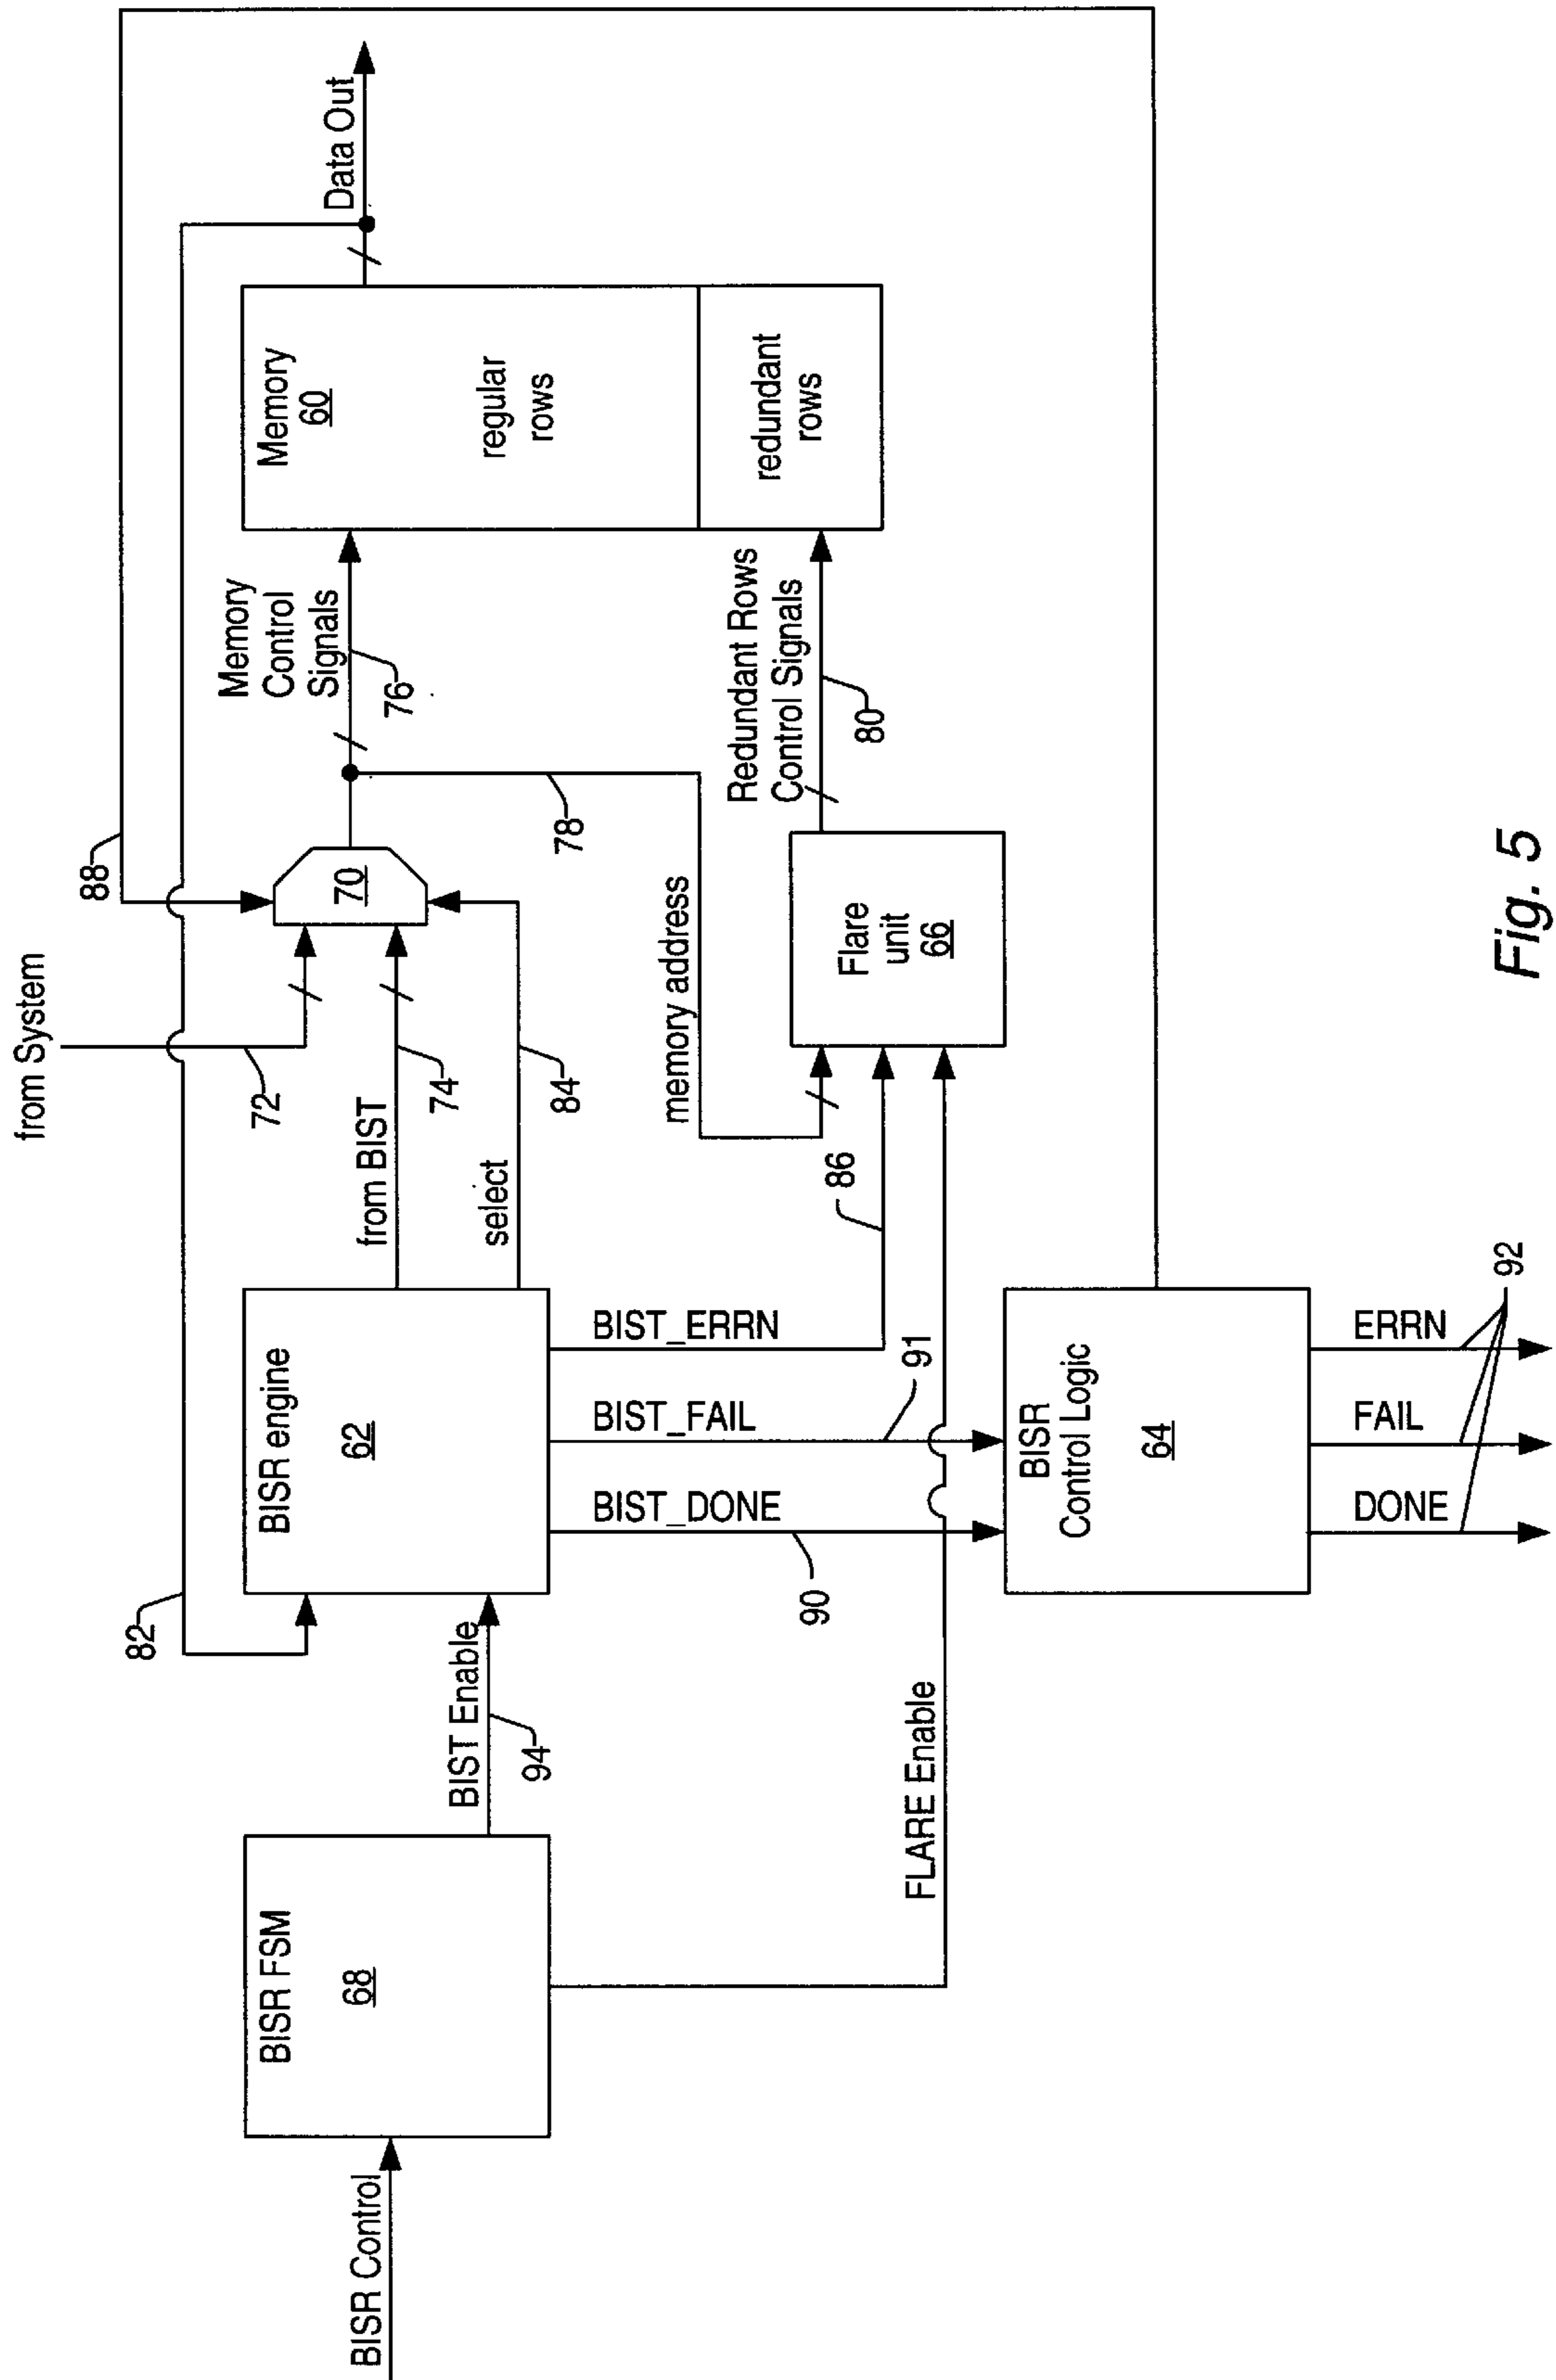 from System
88
72
82
BISR Control
BISR FSM
68
BIST Enable
94
BISR engine
62
from BIST
74
select
84
70
Memory
Control
Signals
76
78
Memory
60
regular
rows
redundant
rows
Data Out
memory address
Flare
unit
66
Redundant Rows
Control Signals
80
BIST_ERRN
86
BIST_FAIL
91
BIST_DONE
90
FLARE Enable
BISR
Control Logic
64
ERRN
FAIL
DONE
92
Fig. 5